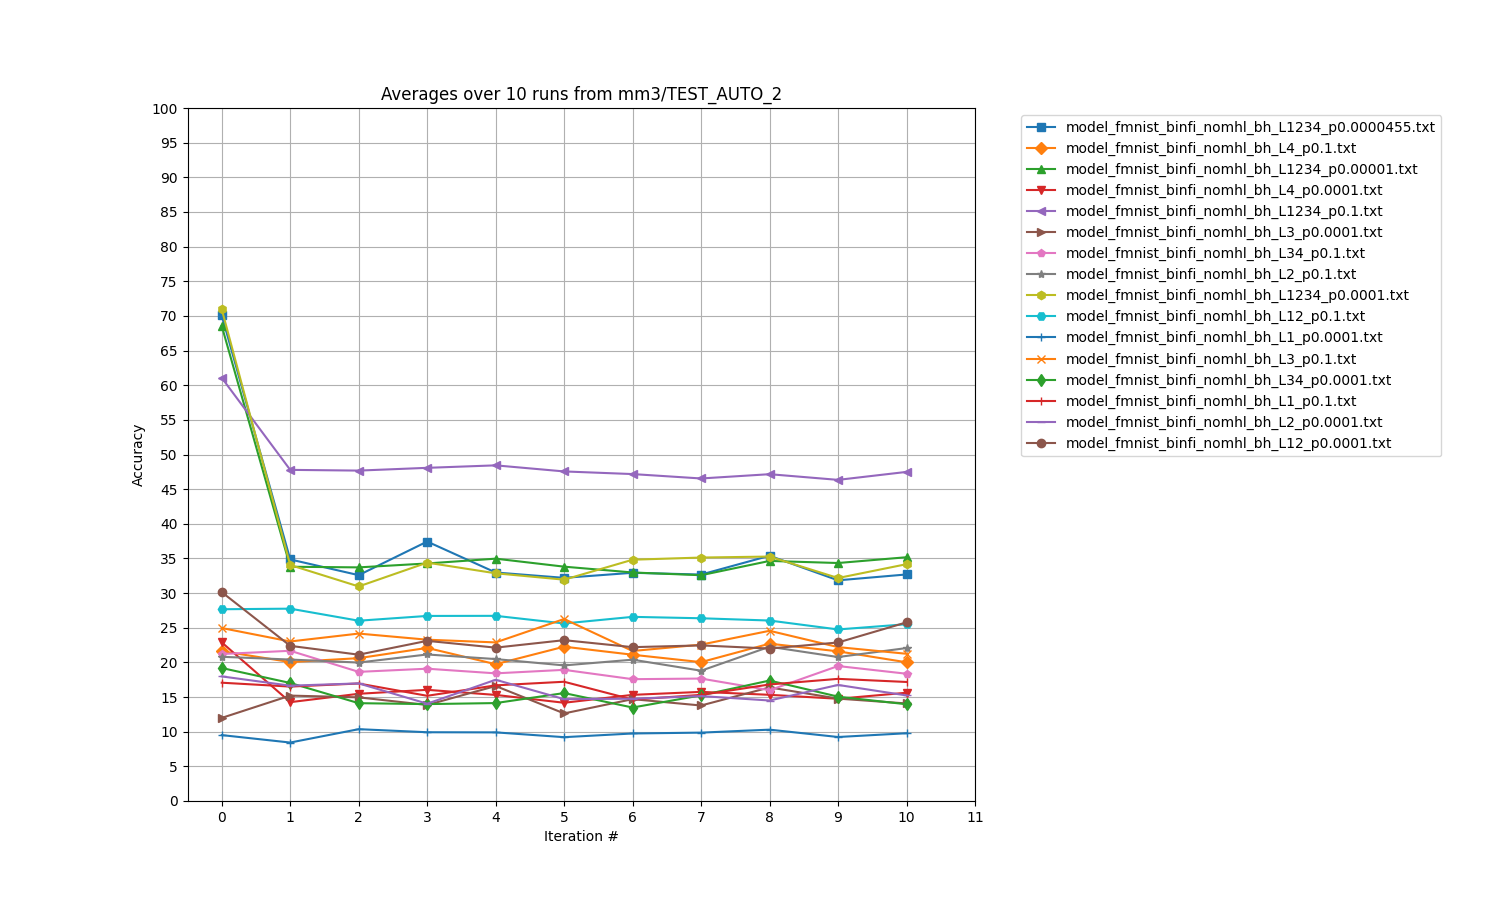 Averages over 10 runs from mm3/TEST_AUTO_2
100
95
90
85
80
75
70
65
60
55
50
45
40
35
30
25
20
15
10
5
0
Accuracy
0 1 2 3 4 5 6 7 8 9 10 11
Iteration #
model_fmnist_binfi_nomhl_bh_L1234_p0.0000455.txt
model_fmnist_binfi_nomhl_bh_L4_p0.1.txt
model_fmnist_binfi_nomhl_bh_L1234_p0.00001.txt
model_fmnist_binfi_nomhl_bh_L4_p0.0001.txt
model_fmnist_binfi_nomhl_bh_L1234_p0.1.txt
model_fmnist_binfi_nomhl_bh_L3_p0.0001.txt
model_fmnist_binfi_nomhl_bh_L34_p0.1.txt
model_fmnist_binfi_nomhl_bh_L2_p0.1.txt
model_fmnist_binfi_nomhl_bh_L1234_p0.0001.txt
model_fmnist_binfi_nomhl_bh_L12_p0.1.txt
model_fmnist_binfi_nomhl_bh_L1_p0.0001.txt
model_fmnist_binfi_nomhl_bh_L3_p0.1.txt
model_fmnist_binfi_nomhl_bh_L34_p0.0001.txt
model_fmnist_binfi_nomhl_bh_L1_p0.1.txt
model_fmnist_binfi_nomhl_bh_L2_p0.0001.txt
model_fmnist_binfi_nomhl_bh_L12_p0.0001.txt